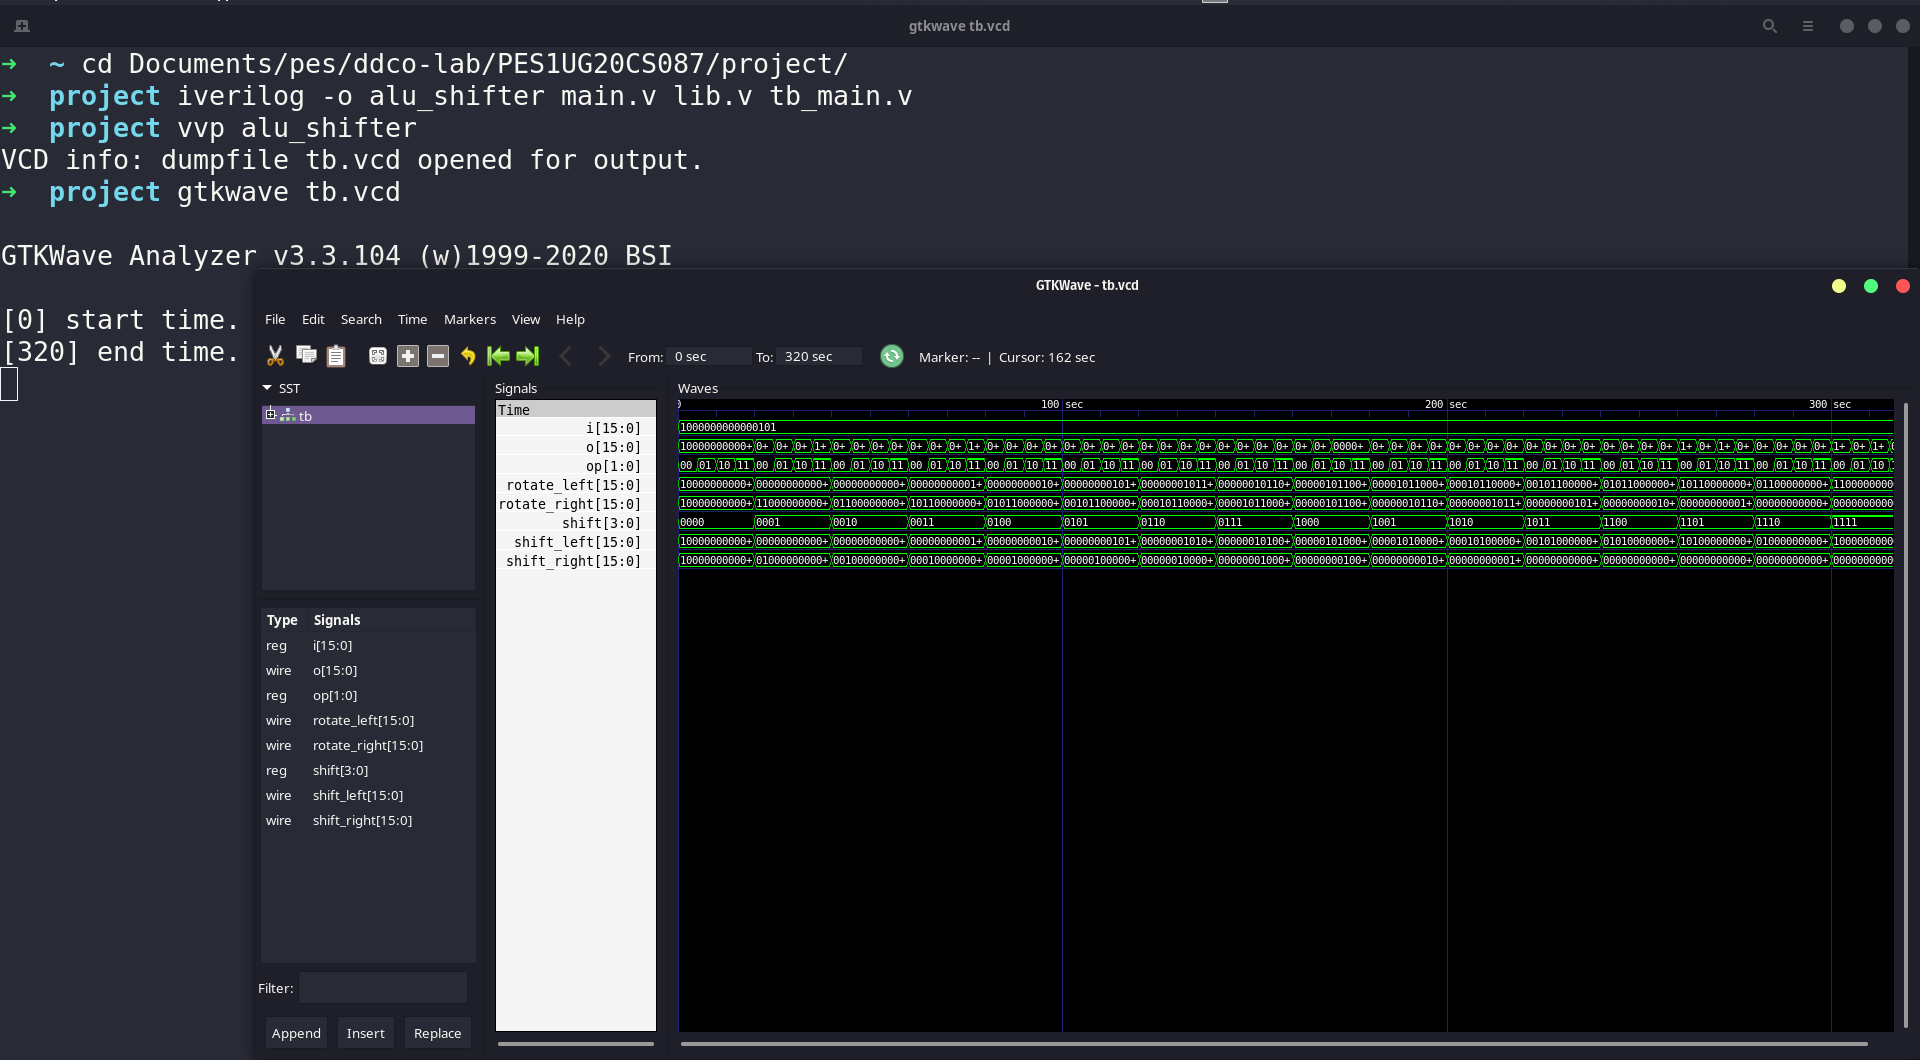 gtkwave tb.vcd
➜ ~ cd Documents/pes/ddco-lab/PES1UG20CS087/project/
➜ project iverilog -o alu_shifter main.v lib.v tb_main.v
➜ project vvp alu_shifter
VCD info: dumpfile tb.vcd opened for output.
➜ project gtkwave tb.vcd
GTKWave Analyzer v3.3.104 (w)1999-2020 BSI
[0] start time.
[320] end time.
GTKWave - tb.vcd
File Edit Search Time Markers View Help
From: 0 sec To: 320 sec Marker: -- | Cursor: 162 sec
SST
tb
Type Signals
reg i[15:0]
wire o[15:0]
reg op[1:0]
wire rotate_left[15:0]
wire rotate_right[15:0]
reg shift[3:0]
wire shift_left[15:0]
wire shift_right[15:0]
Filter:
Append Insert Replace
Signals
Time
i[15:0]
o[15:0]
op[1:0]
rotate_left[15:0]
rotate_right[15:0]
shift[3:0]
shift_left[15:0]
shift_right[15:0]
Waves
0 100 sec 200 sec 300 sec
1000000000000101
10000000000+ 0+ 0+ 0+ 1+ 0+ 0+ 0+ 0+ 0+ 0+ 0+ 1+ 0+ 0+ 0+ 0+ 0+ 0+ 0+ 0+ 0+ 0+ 0+ 0+ 0+ 0+ 0+ 0+ 0+ 0+ 0000+ 0+ 0+ 0+ 0+ 0+ 0+ 0+ 0+ 0+ 0+ 0+ 0+ 0+ 0+ 0+ 0+ 0+ 1+ 0+ 1+ 0+ 0+ 0+ 0+ 0+ 1+ 0+ 1+
00 01 10 11 00 01 10 11 00 01 10 11 00 01 10 11 00 01 10 11 00 01 10 11 00 01 10 11 00 01 10 11 00 01 10 11 00 01 10 11 00 01 10 11 00 01 10 11 00 01 10 11 00 01 10 11 00 01 10 11 00 01 10
10000000000+ 00000000000+ 00000000000+ 00000000001+ 00000000010+ 00000000101+ 00000001011+ 00000010110+ 00000101100+ 00001011000+ 00010110000+ 00101100000+ 01011000000+ 10110000000+ 01100000000+ 1100000000
10000000000+ 11000000000+ 01100000000+ 10110000000+ 01011000000+ 00101100000+ 00010110000+ 00001011000+ 00000101100+ 00000010110+ 00000001011+ 00000000101+ 00000000010+ 00000000001+ 00000000000+ 0000000000
0000 0001 0010 0011 0100 0101 0110 0111 1000 1001 1010 1011 1100 1101 1110 1111
10000000000+ 00000000000+ 00000000000+ 00000000001+ 00000000010+ 00000000101+ 00000001010+ 00000010100+ 00000101000+ 00001010000+ 00010100000+ 00101000000+ 01010000000+ 10100000000+ 01000000000+ 1000000000
10000000000+ 01000000000+ 00100000000+ 00010000000+ 00001000000+ 00000100000+ 00000010000+ 00000001000+ 00000000100+ 00000000010+ 00000000001+ 00000000000+ 00000000000+ 00000000000+ 00000000000+ 0000000000